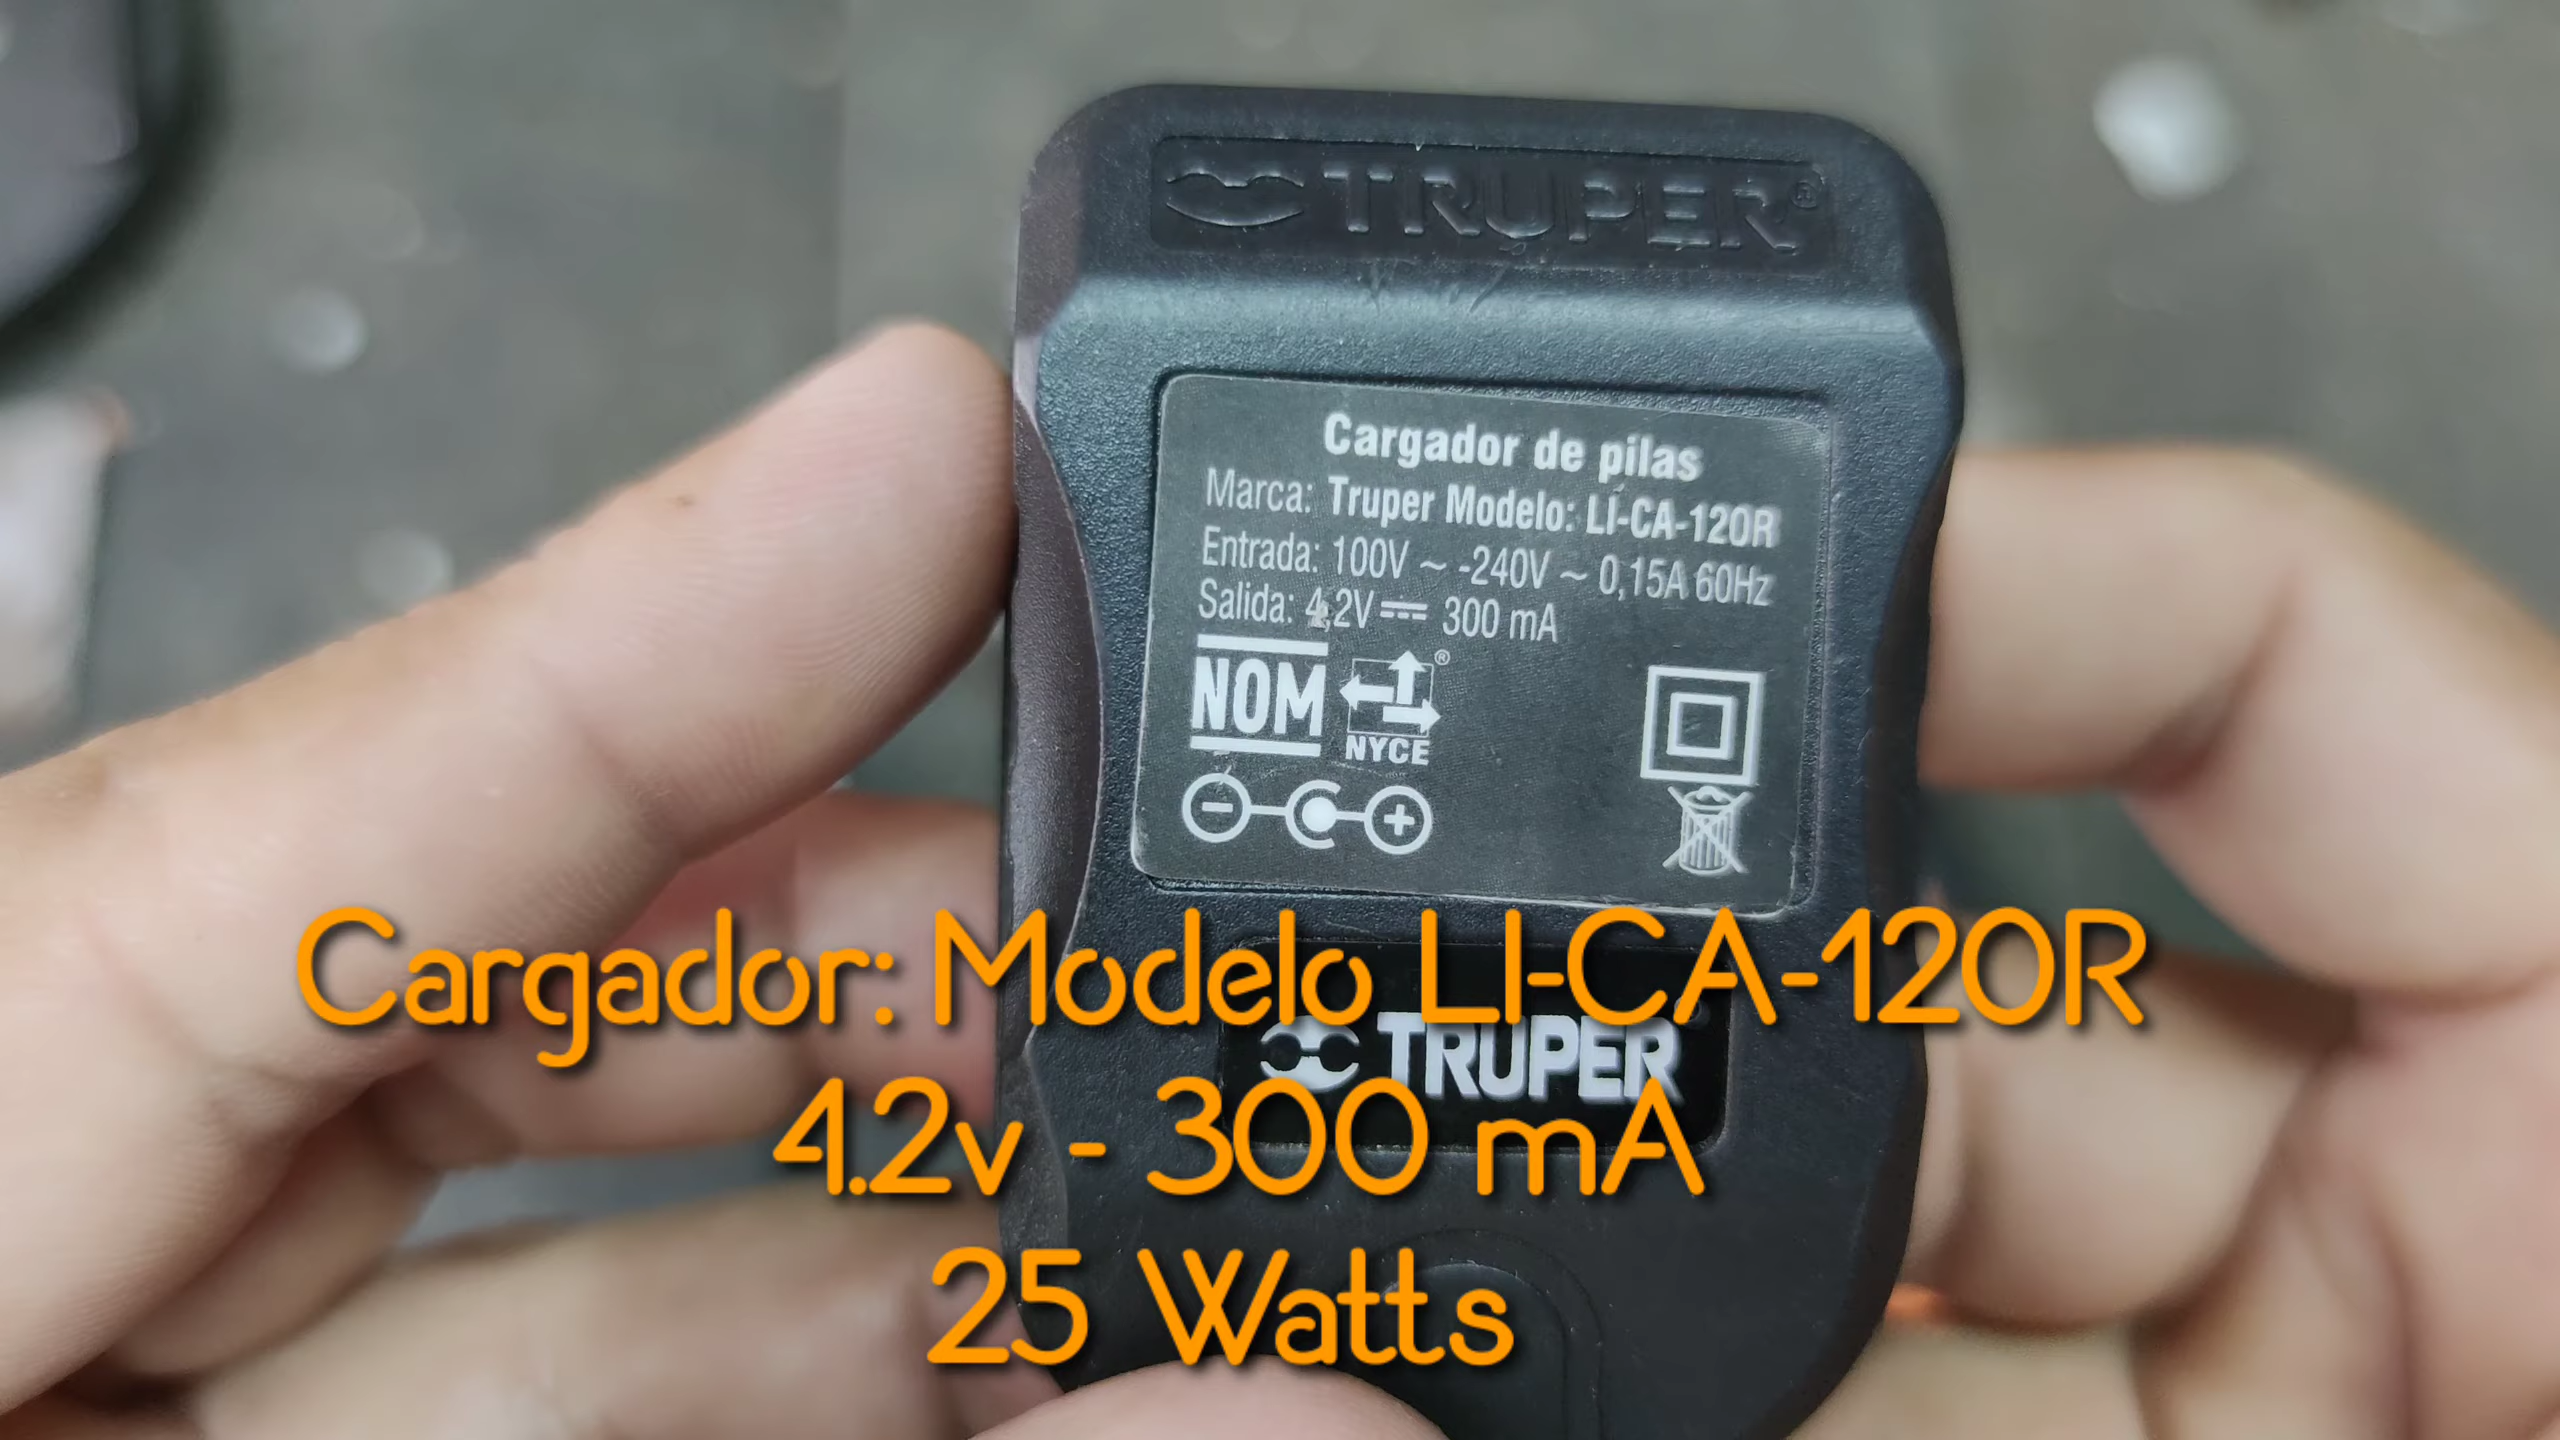 TRUPER®
Cargador de pilas
Marca: Truper Modelo: LI-CA-120R
Entrada: 100V ~ -240V ~ 0,15A 60Hz
Salida: 4,2V 300 mA
NOM
®
NYCE
- +
Cargador: Modelo LI-CA-120R
TRUPER
4.2v - 300 mA
25 Watts